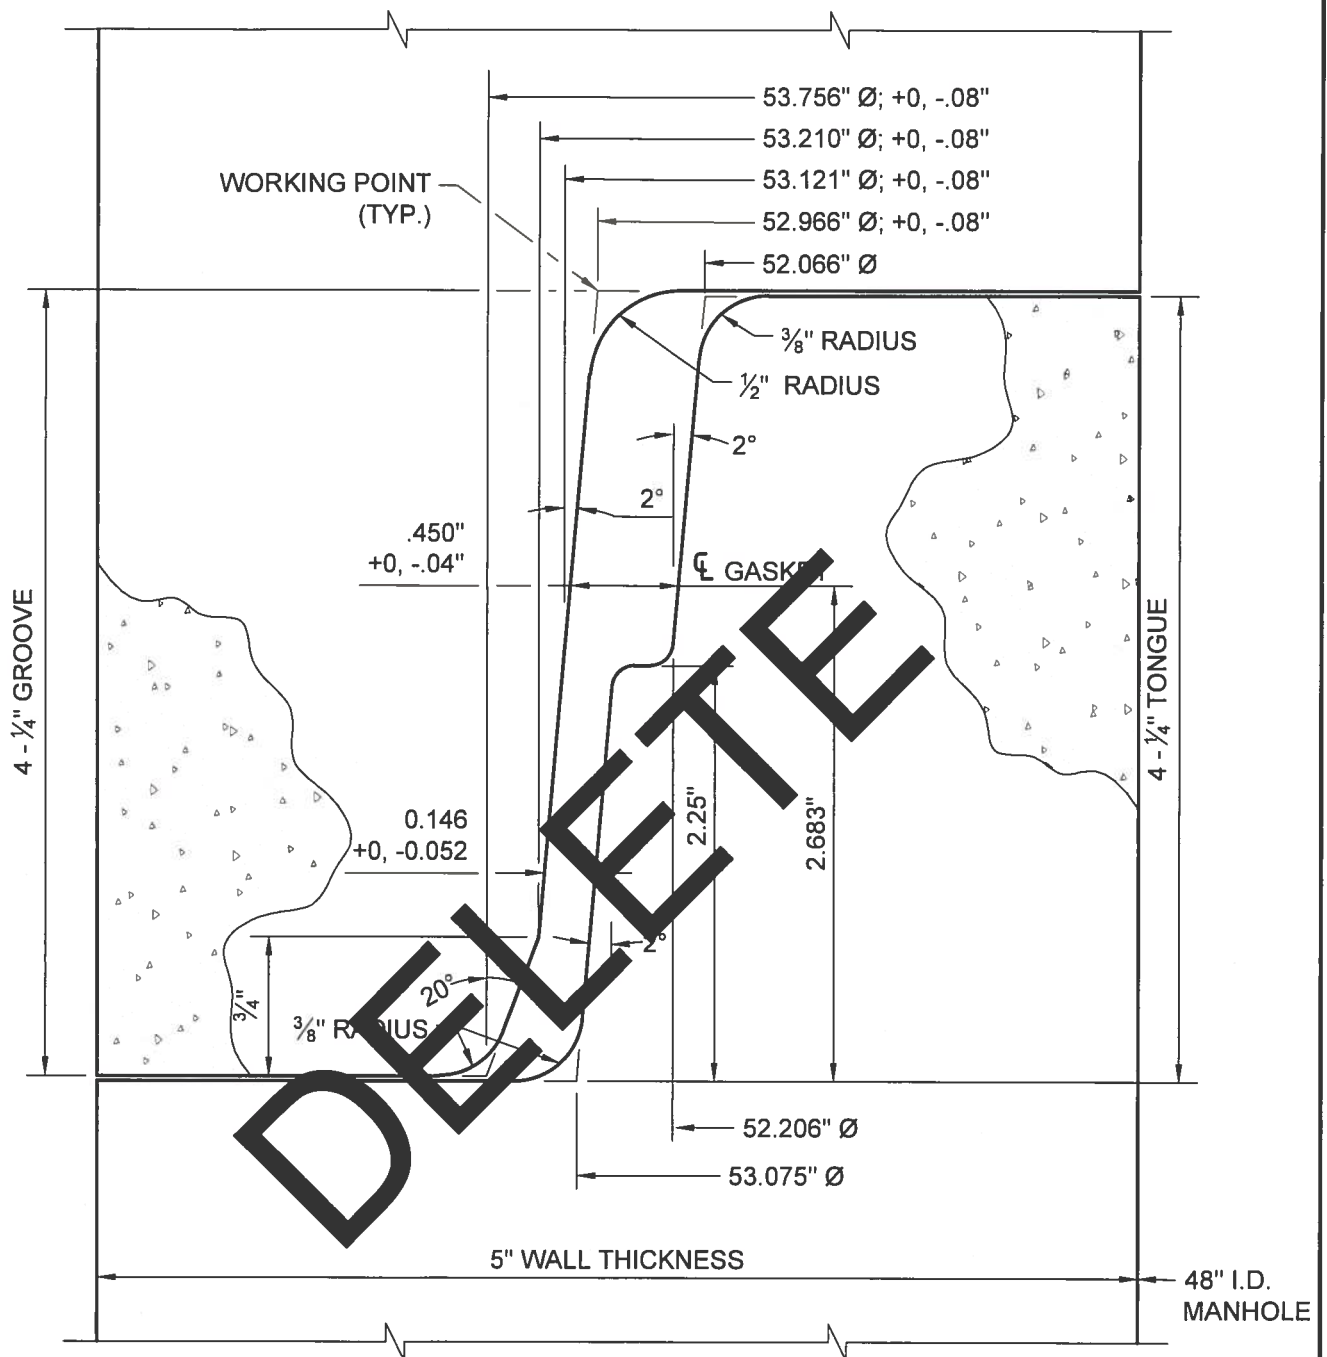 53.756" Ø; +0, -.08"
53.210" Ø; +0, -.08"
53.121" Ø; +0, -.08"
52.966" Ø; +0, -.08"
52.066" Ø
WORKING POINT
(TYP.)
⅜" RADIUS
½" RADIUS
2°
2°
.450"
+0, -.04"
℄ GASKET
4 - ¼" GROOVE
4 - ¼" TONGUE
0.146
+0, -0.052
2.25"
2.683"
2°
20°
¾"
⅜" RADIUS
DELETE
52.206" Ø
53.075" Ø
5" WALL THICKNESS
48" I.D.
MANHOLE